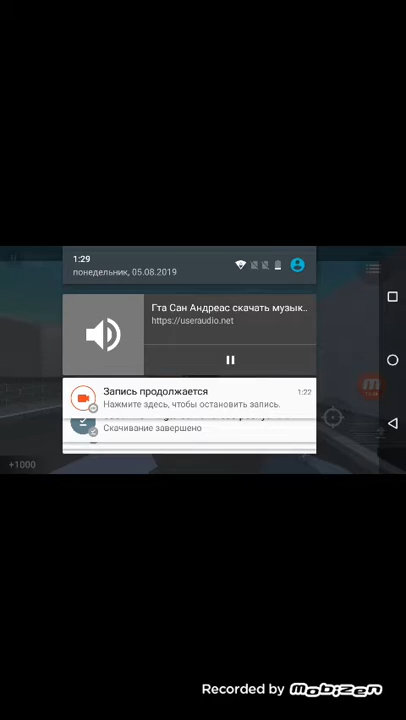 1:29
понедельник, 05.08.2019
Гта Сан Андреас скачать музык..
https://useraudio.net
Запись продолжается 1:22
Нажмите здесь, чтобы остановить запись.
Скачивание завершено
+1000
Recorded by mobizen